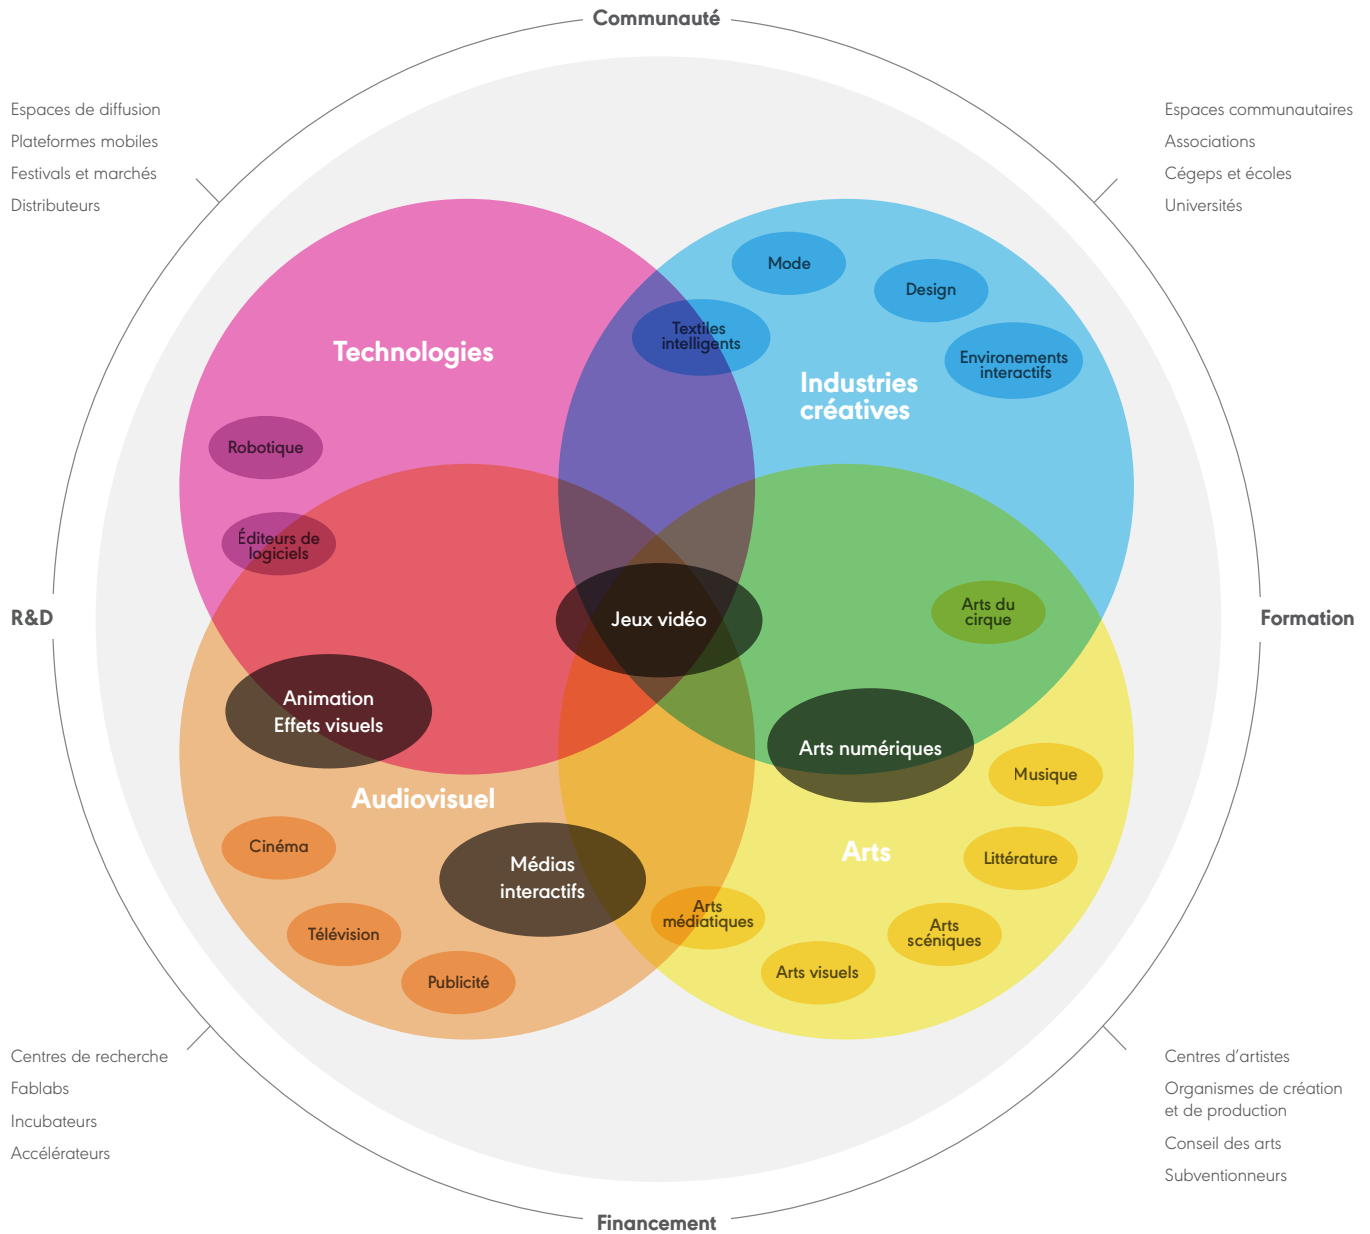 Communauté
Espaces de diffusion
Plateformes mobiles
Festivals et marchés
Distributeurs
Espaces communautaires
Associations
Cégeps et écoles
Universités
Mode
Design
Textiles
intelligents
Environements
interactifs
Technologies
Industries
créatives
Robotique
Éditeurs de
logiciels
R&D
Jeux vidéo
Arts du
cirque
Formation
Animation
Effets visuels
Arts numériques
Musique
Audiovisuel
Cinéma
Médias
interactifs
Arts
Littérature
Télévision
Publicité
Arts
médiatiques
Arts visuels
Arts
scéniques
Centres de recherche
Fablabs
Incubateurs
Accélérateurs
Centres d'artistes
Organismes de création
et de production
Conseil des arts
Subventionneurs
Financement